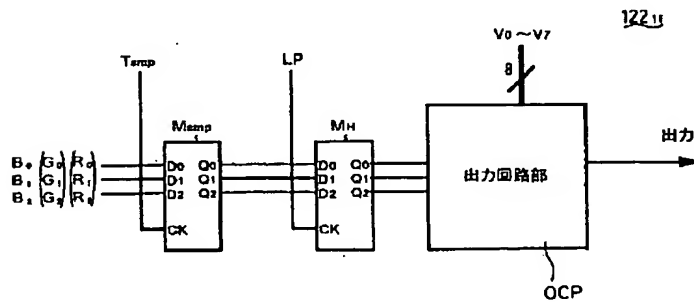 122
V0～V7
Tsmp
LP
8
Msmp
MH
出力
B0 (G0) (R0)
B1 (G1) (R1)
B2 (G2) (R2)
D0 Q0
D1 Q1
D2 Q2
CK
D0 Q0
D1 Q1
D2 Q2
CK
出力回路部
OCP